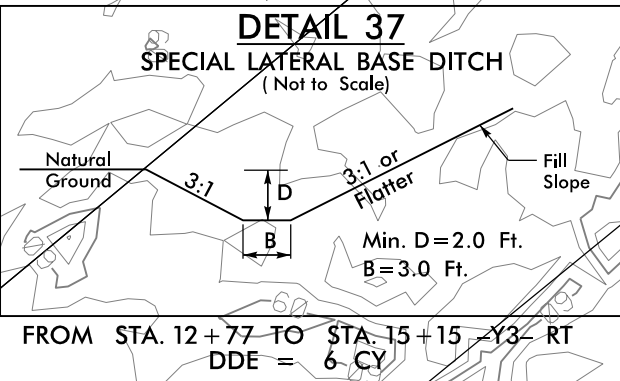 DETAIL 37
SPECIAL LATERAL BASE DITCH
( Not to Scale)
Natural
Ground
3:1
D
3:1 or
Flatter
Fill
Slope
B
Min. D=2.0 Ft.
B=3.0 Ft.
60
60
FROM STA. 12+77 TO STA. 15+15 -Y3- RT
DDE = 6 CY